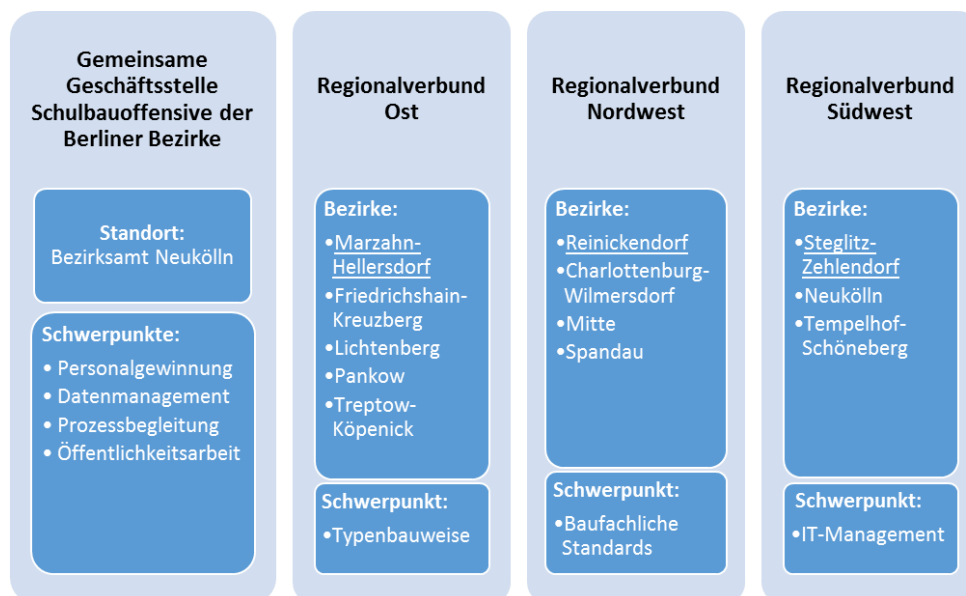 Gemeinsame
Geschäftsstelle
Schulbauoffensive der
Berliner Bezirke
Standort:
Bezirksamt Neukölln
Schwerpunkte:
• Personalgewinnung
• Datenmanagement
• Prozessbegleitung
• Öffentlichkeitsarbeit
Regionalverbund
Ost
Bezirke:
•Marzahn-
Hellersdorf
•Friedrichshain-
Kreuzberg
•Lichtenberg
•Pankow
•Treptow-
Köpenick
Schwerpunkt:
•Typenbauweise
Regionalverbund
Nordwest
Bezirke:
•Reinickendorf
•Charlottenburg-
Wilmersdorf
•Mitte
•Spandau
Schwerpunkt:
•Baufachliche
Standards
Regionalverbund
Südwest
Bezirke:
•Steglitz-
Zehlendorf
•Neukölln
•Tempelhof-
Schöneberg
Schwerpunkt:
•IT-Management